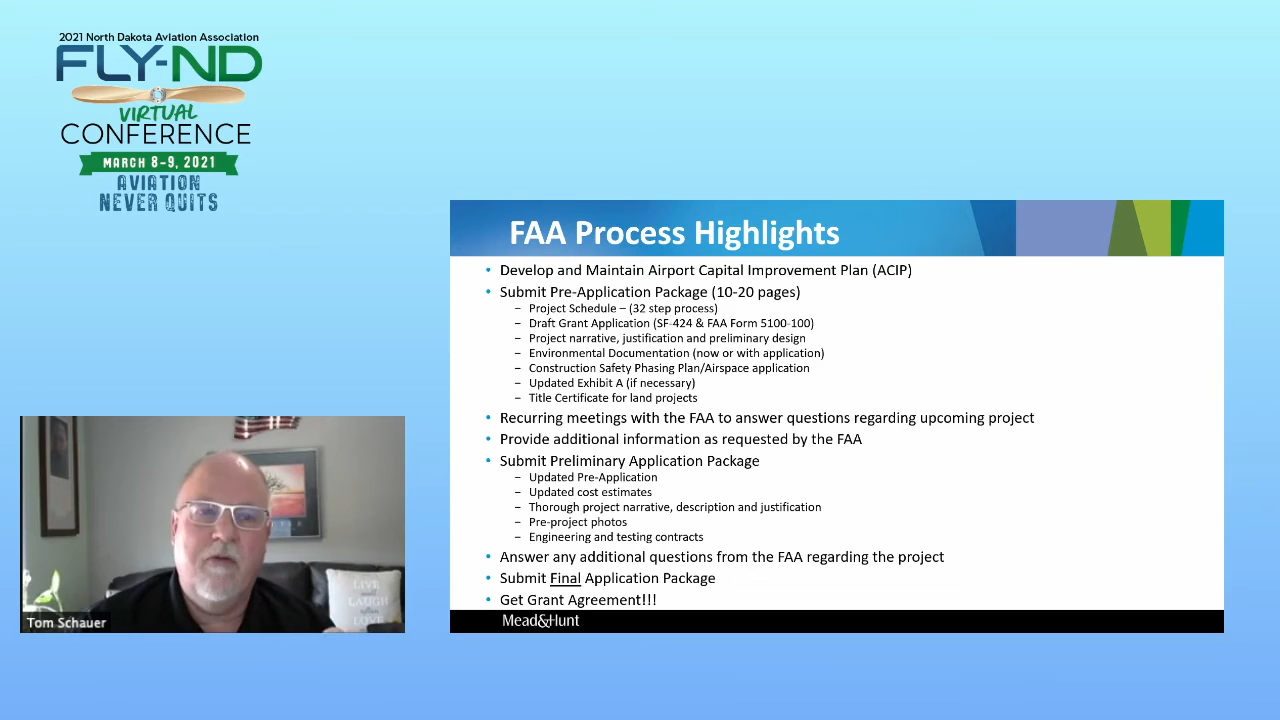 2021 North Dakota Aviation Association
FLY-ND
VIRTUAL
CONFERENCE
MARCH 8-9, 2021
AVIATION
NEVER QUITS
FAA Process Highlights
• Develop and Maintain Airport Capital Improvement Plan (ACIP)
• Submit Pre-Application Package (10-20 pages)
– Project Schedule – (32 step process)
– Draft Grant Application (SF-424 & FAA Form 5100-100)
– Project narrative, justification and preliminary design
– Environmental Documentation (now or with application)
– Construction Safety Phasing Plan/Airspace application
– Updated Exhibit A (if necessary)
– Title Certificate for land projects
• Recurring meetings with the FAA to answer questions regarding upcoming project
• Provide additional information as requested by the FAA
• Submit Preliminary Application Package
– Updated Pre-Application
– Updated cost estimates
– Thorough project narrative, description and justification
– Pre-project photos
– Engineering and testing contracts
• Answer any additional questions from the FAA regarding the project
• Submit Final Application Package
• Get Grant Agreement!!!
Mead&Hunt
LIVE
LAUGH
LOVE
Tom Schauer